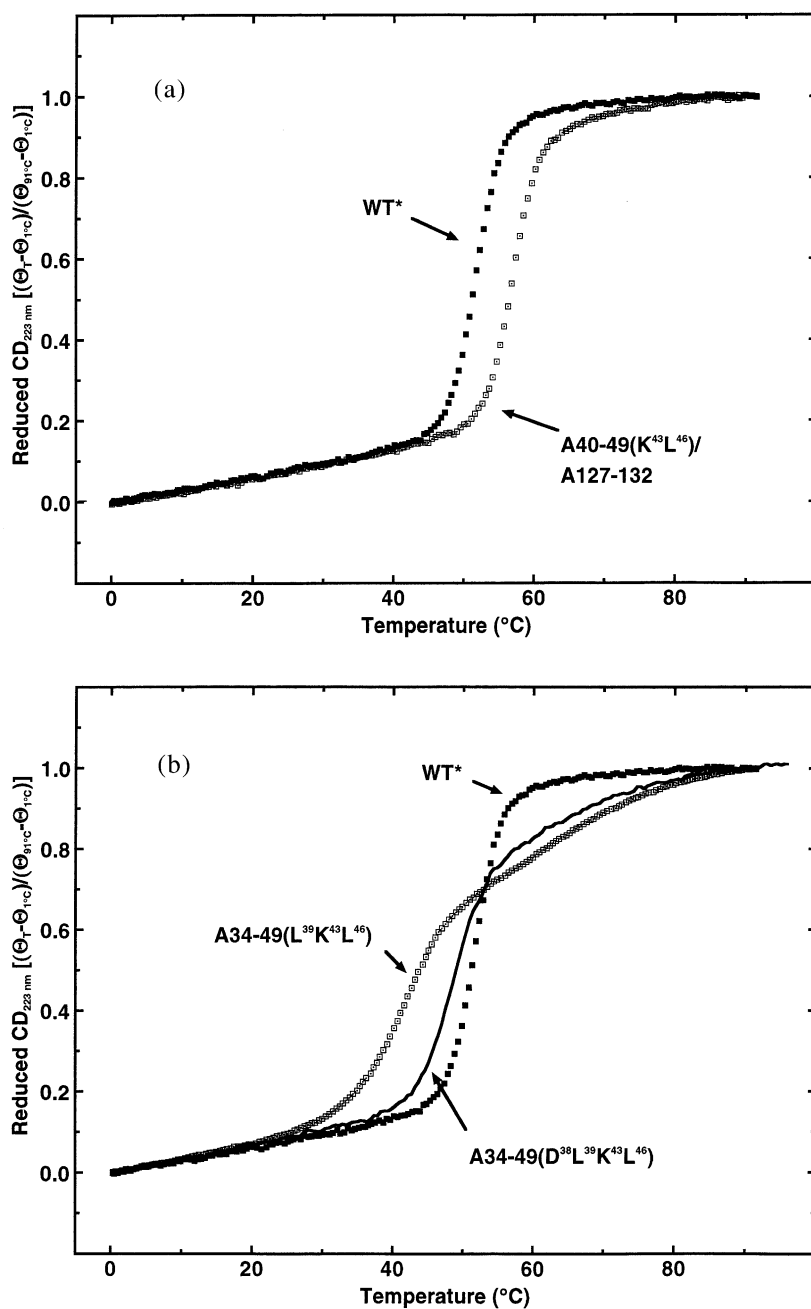 (a)
1.0
0.8
0.6
0.4
0.2
0.0
Reduced CD223 nm [(ΘT-Θ1°C)/(Θ91°C-Θ1°C)]
WT*
A40-49(K43L46)/
A127-132
0 20 40 60 80
Temperature (°C)
(b)
1.0
0.8
0.6
0.4
0.2
0.0
Reduced CD223 nm [(ΘT-Θ1°C)/(Θ91°C-Θ1°C)]
WT*
A34-49(L39K43L46)
A34-49(D38L39K43L46)
0 20 40 60 80
Temperature (°C)